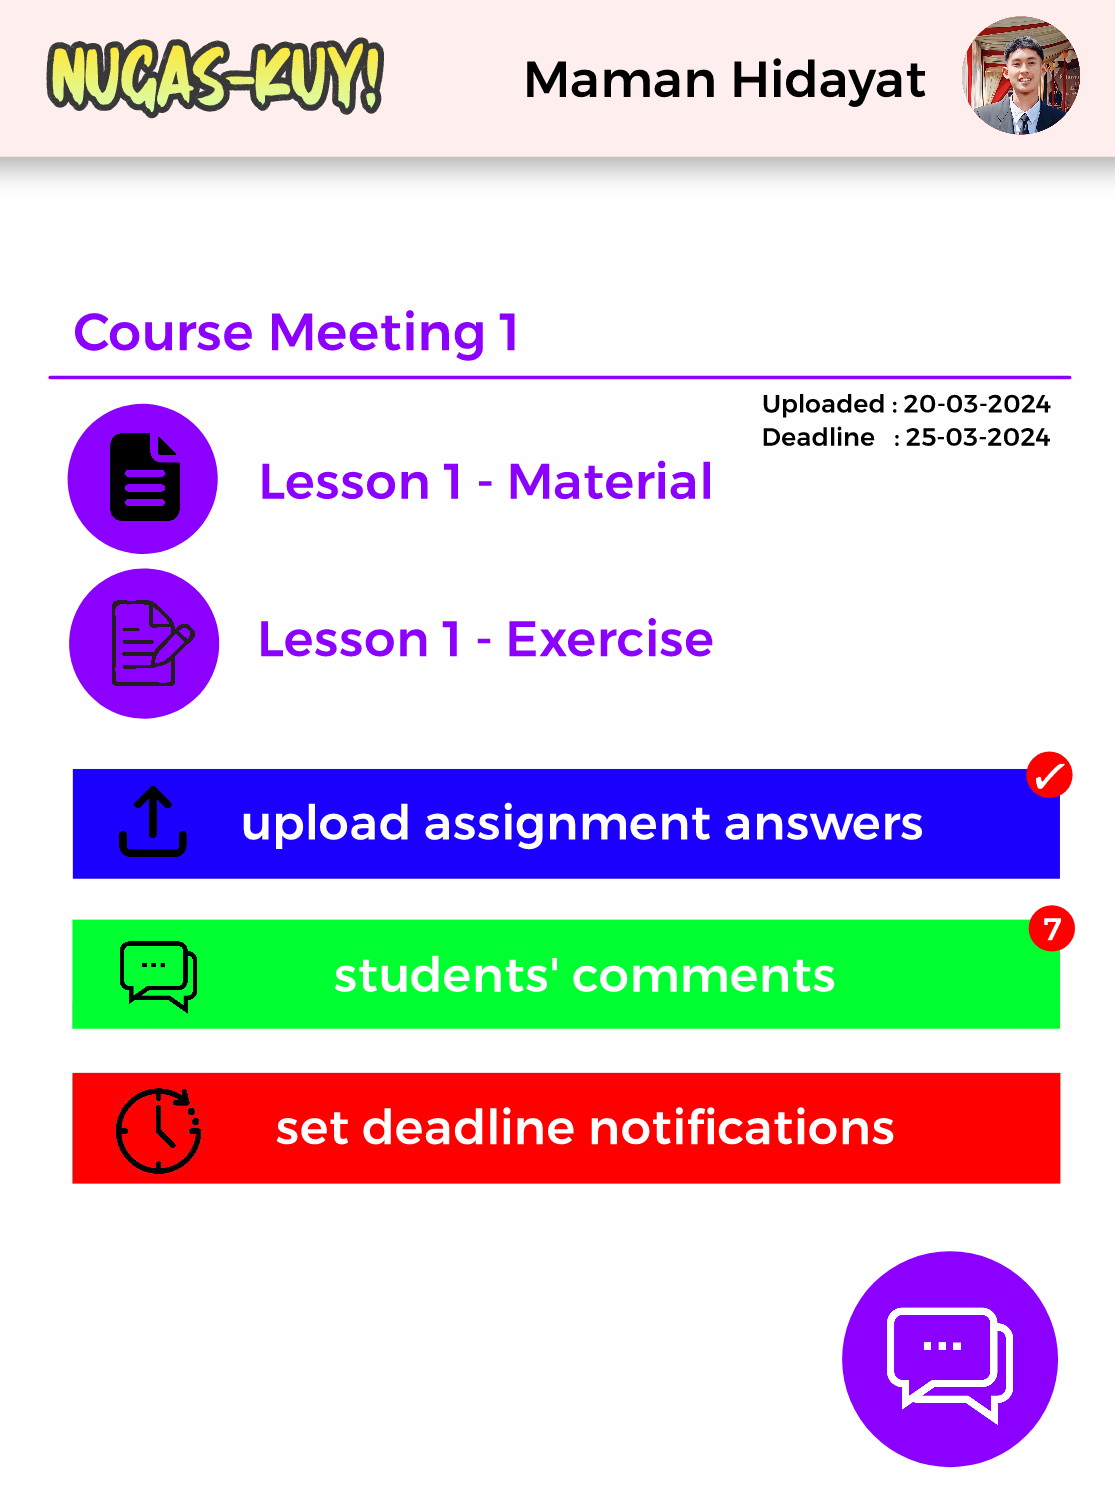 NUGAS-KUY!
Maman Hidayat
Course Meeting 1
Uploaded : 20-03-2024
Deadline : 25-03-2024
Lesson 1 - Material
Lesson 1 - Exercise
upload assignment answers
7
students' comments
set deadline notifications